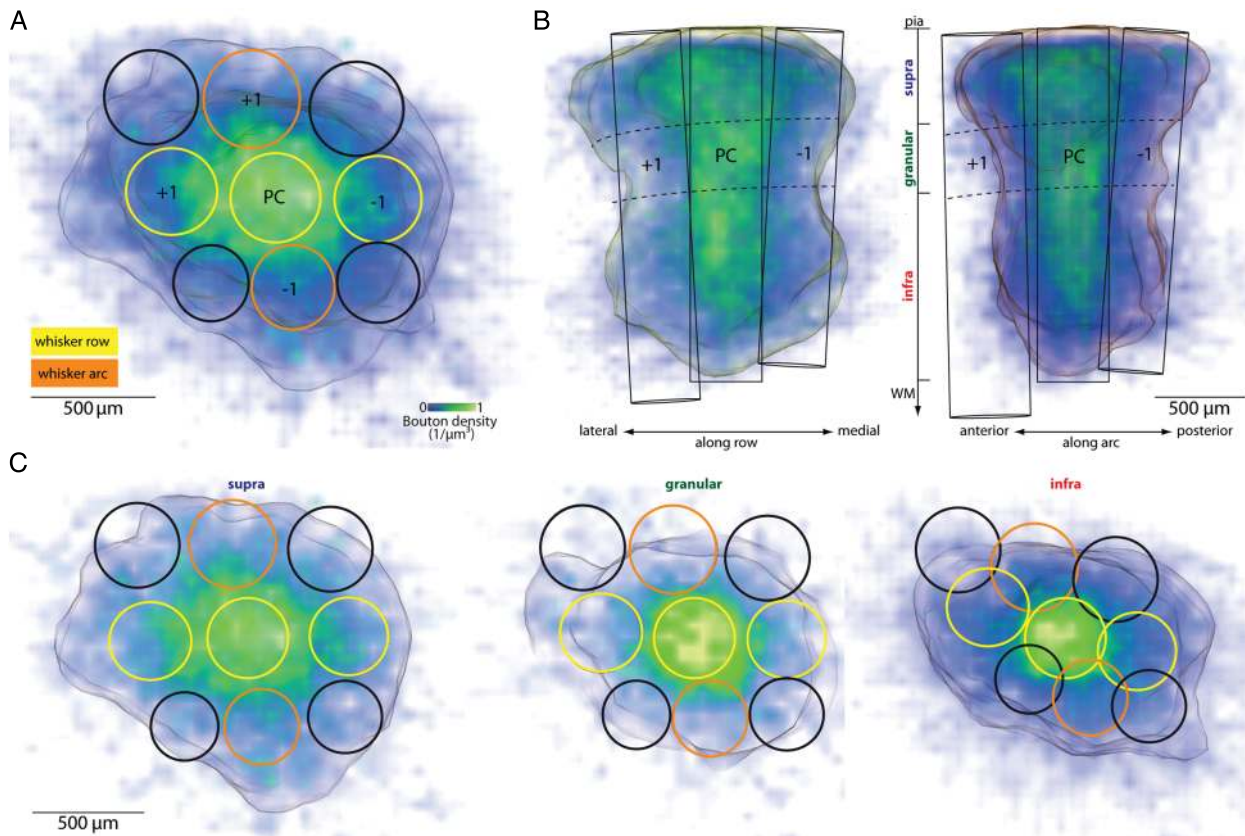 A
+1
+1
PC
-1
-1
whisker row
whisker arc
500 µm
0 1
Bouton density
(1/µm³)
B
pia
supra
granular
infra
WM
+1
PC
-1
+1
PC
-1
500 µm
lateral
along row
medial
anterior
along arc
posterior
C
supra
granular
infra
500 µm